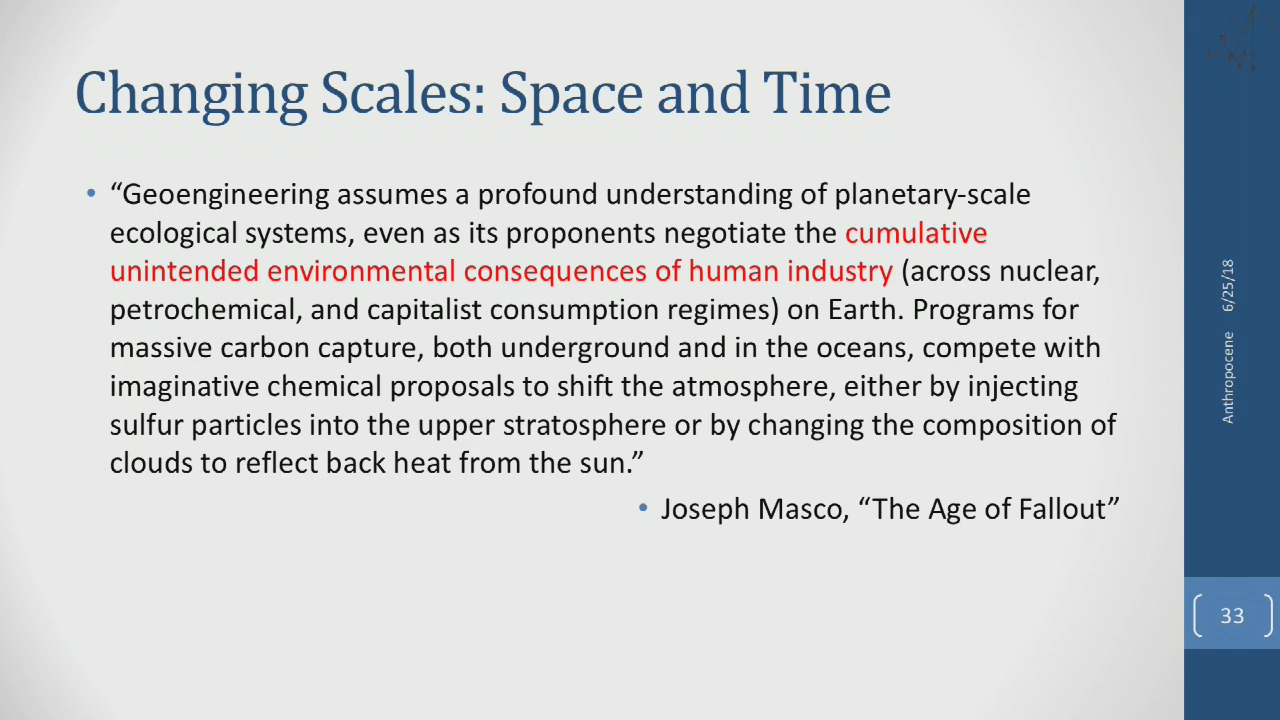 Changing Scales: Space and Time
• “Geoengineering assumes a profound understanding of planetary-scale
ecological systems, even as its proponents negotiate the cumulative
unintended environmental consequences of human industry (across nuclear,
petrochemical, and capitalist consumption regimes) on Earth. Programs for
massive carbon capture, both underground and in the oceans, compete with
imaginative chemical proposals to shift the atmosphere, either by injecting
sulfur particles into the upper stratosphere or by changing the composition of
clouds to reflect back heat from the sun.”
• Joseph Masco, “The Age of Fallout”
Anthropocene 6/25/18
33